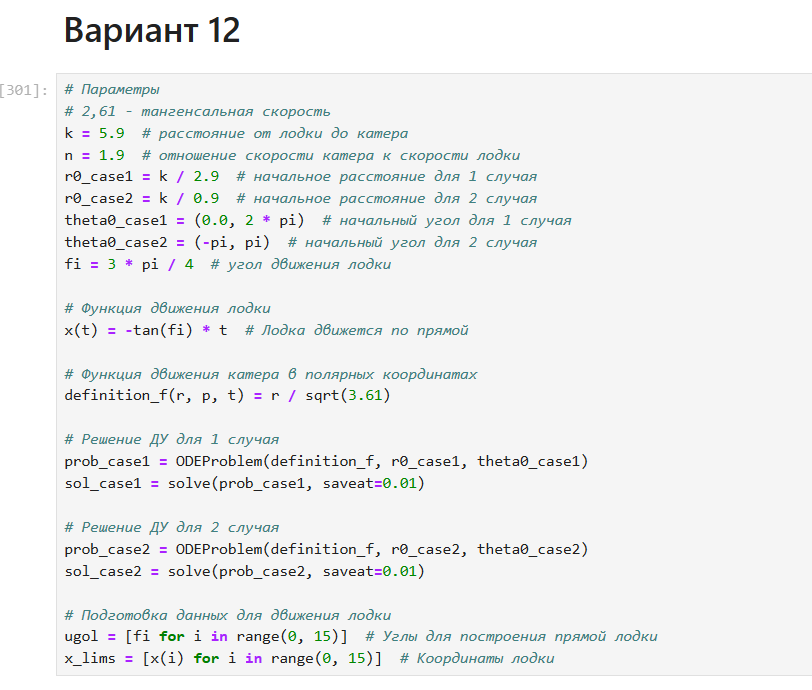 Вариант 12
[301]:
# Параметры
# 2,61 - тангенсальная скорость
k = 5.9  # расстояние от лодки до катера
n = 1.9  # отношение скорости катера к скорости лодки
r0_case1 = k / 2.9  # начальное расстояние для 1 случая
r0_case2 = k / 0.9  # начальное расстояние для 2 случая
theta0_case1 = (0.0, 2 * pi)  # начальный угол для 1 случая
theta0_case2 = (-pi, pi)  # начальный угол для 2 случая
fi = 3 * pi / 4  # угол движения лодки
# Функция движения лодки
x(t) = -tan(fi) * t  # Лодка движется по прямой
# Функция движения катера в полярных координатах
definition_f(r, p, t) = r / sqrt(3.61)
# Решение ДУ для 1 случая
prob_case1 = ODEProblem(definition_f, r0_case1, theta0_case1)
sol_case1 = solve(prob_case1, saveat=0.01)
# Решение ДУ для 2 случая
prob_case2 = ODEProblem(definition_f, r0_case2, theta0_case2)
sol_case2 = solve(prob_case2, saveat=0.01)
# Подготовка данных для движения лодки
ugol = [fi for i in range(0, 15)]  # Углы для построения прямой лодки
x_lims = [x(i) for i in range(0, 15)]  # Координаты лодки